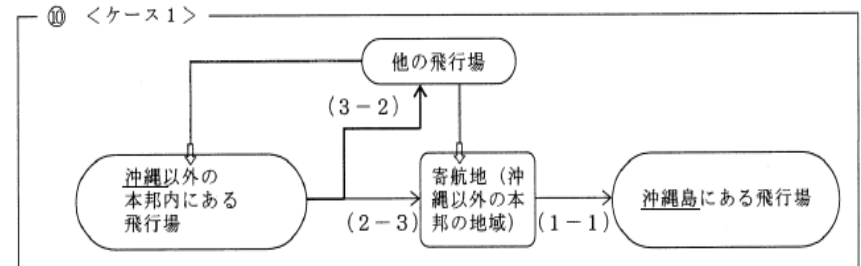 ⑩ <ケース1>
他の飛行場
(3-2)
沖縄以外の
本邦内にある
飛行場
(2-3)
寄航地(沖
縄以外の本
邦の地域)
(1-1)
沖縄島にある飛行場